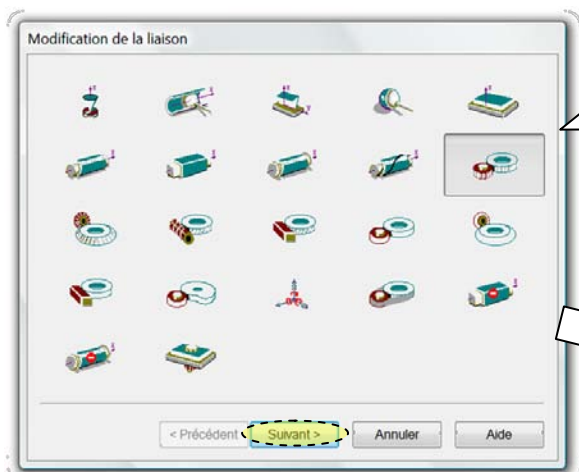 Modification de la liaison
< Précédent Suivant > Annuler Aide